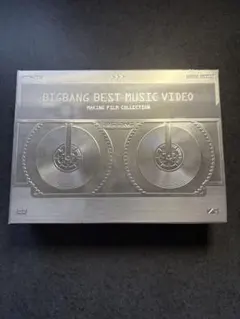 BIGBANG BEST MUSIC VIDEO
MAKING FILM COLLECTION